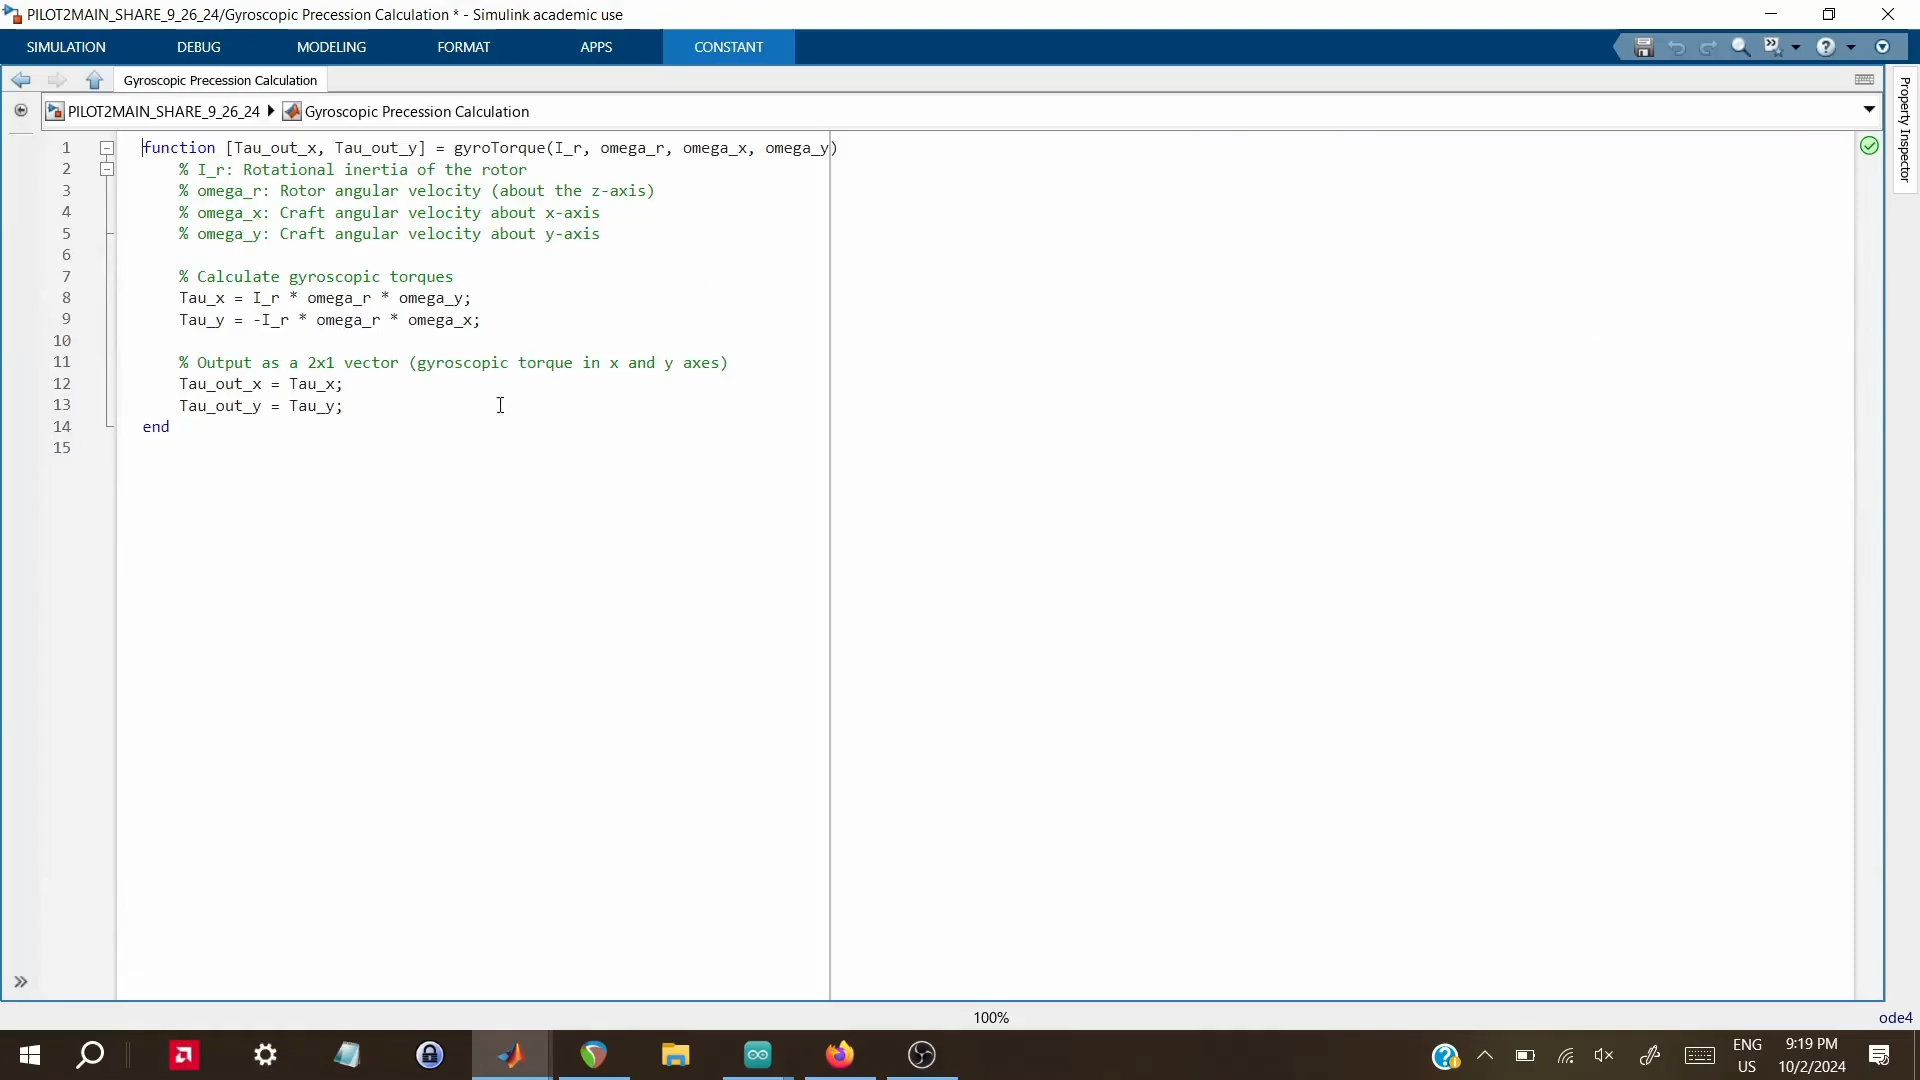 PILOT2MAIN_SHARE_9_26_24/Gyroscopic Precession Calculation * - Simulink academic use
SIMULATION DEBUG MODELING FORMAT APPS CONSTANT
Gyroscopic Precession Calculation
PILOT2MAIN_SHARE_9_26_24 Gyroscopic Precession Calculation
Property Inspector
1 function [Tau_out_x, Tau_out_y] = gyroTorque(I_r, omega_r, omega_x, omega_y)
2 % I_r: Rotational inertia of the rotor
3 % omega_r: Rotor angular velocity (about the z-axis)
4 % omega_x: Craft angular velocity about x-axis
5 % omega_y: Craft angular velocity about y-axis
6
7 % Calculate gyroscopic torques
8 Tau_x = I_r * omega_r * omega_y;
9 Tau_y = -I_r * omega_r * omega_x;
10
11 % Output as a 2x1 vector (gyroscopic torque in x and y axes)
12 Tau_out_x = Tau_x;
13 Tau_out_y = Tau_y;
14 end
15
100% ode4
ENG 9:19 PM
US 10/2/2024